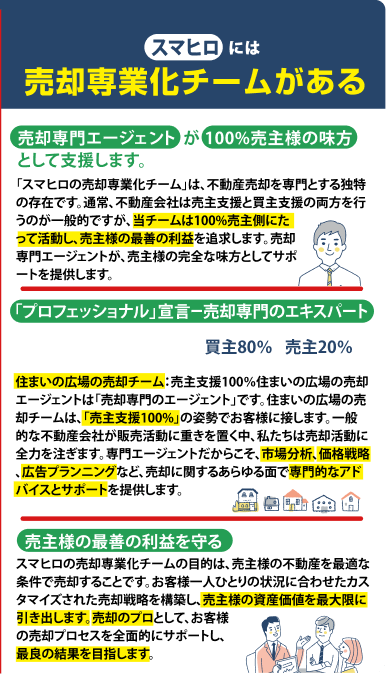 スマヒロ には
売却専業化チームがある
売却専門エージェント が 100%売主様の味方
として支援します。
「スマヒロの売却専業化チーム」は、不動産売却を専門とする独特
の存在です。通常、不動産会社は売主支援と買主支援の両方を行
うのが一般的ですが、当チームは100%売主側にた
って活動し、売主様の最善の利益を追求します。売却
専門エージェントが、売主様の完全な味方としてサポ
ートを提供します。
「プロフェッショナル」宣言−売却専門のエキスパート
買主80% 売主20%
住まいの広場の売却チーム:売主支援100%住まいの広場の売却
エージェントは「売却専門のエージェント」です。住まいの広場の売
却チームは、「売主支援100%」の姿勢でお客様に接します。一般
的な不動産会社が販売活動に重きを置く中、私たちは売却活動に
全力を注ぎます。専門エージェントだからこそ、市場分析、価格戦略
、広告プランニングなど、売却に関するあらゆる面で専門的なアド
バイスとサポートを提供します。
売主様の最善の利益を守る
スマヒロの売却専業化チームの目的は、売主様の不動産を最適な
条件で売却することです。お客様一人ひとりの状況に合わせたカス
タマイズされた売却戦略を構築し、売主様の資産価値を最大限に
引き出します。売却のプロとして、お客様
の売却プロセスを全面的にサポートし、
最良の結果を目指します。